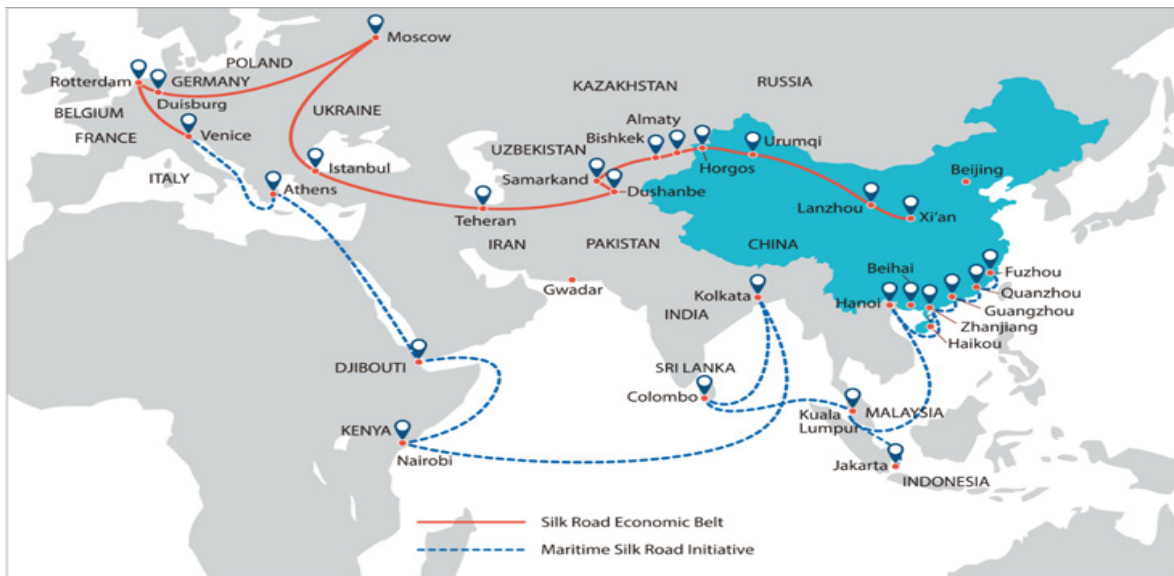 Moscow
POLAND
Rotterdam
GERMANY
Duisburg
BELGIUM
UKRAINE
FRANCE
Venice
ITALY
Athens
Istanbul
KAZAKHSTAN
RUSSIA
Almaty
Bishkek
Urumqi
UZBEKISTAN
Horgos
Samarkand
Dushanbe
Beijing
Lanzhou
Xi'an
Teheran
IRAN
PAKISTAN
CHINA
Gwadar
Kolkata
INDIA
Beihai
Hanoi
Fuzhou
Quanzhou
Guangzhou
Zhanjiang
Haikou
DJIBOUTI
SRI LANKA
Colombo
KENYA
Nairobi
Kuala
Lumpur
MALAYSIA
Jakarta
INDONESIA
Silk Road Economic Belt
Maritime Silk Road Initiative